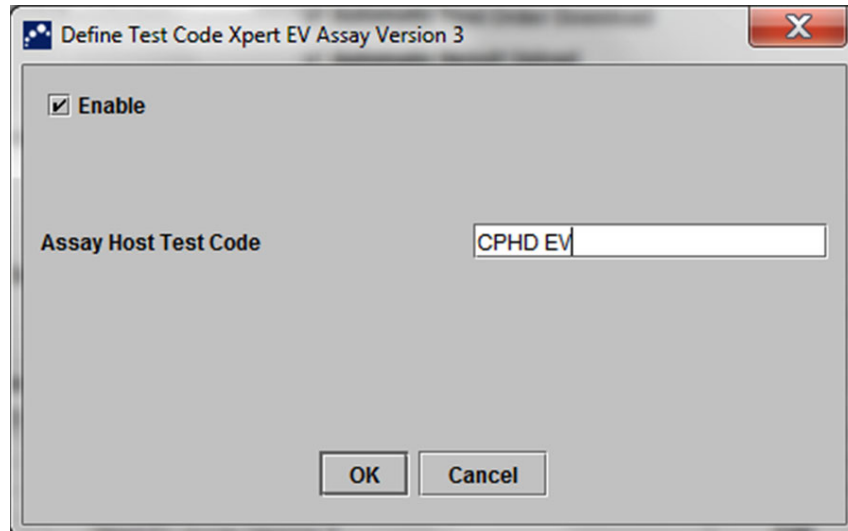 Define Test Code Xpert EV Assay Version 3
Enable
Assay Host Test Code
CPHD EV
OK
Cancel